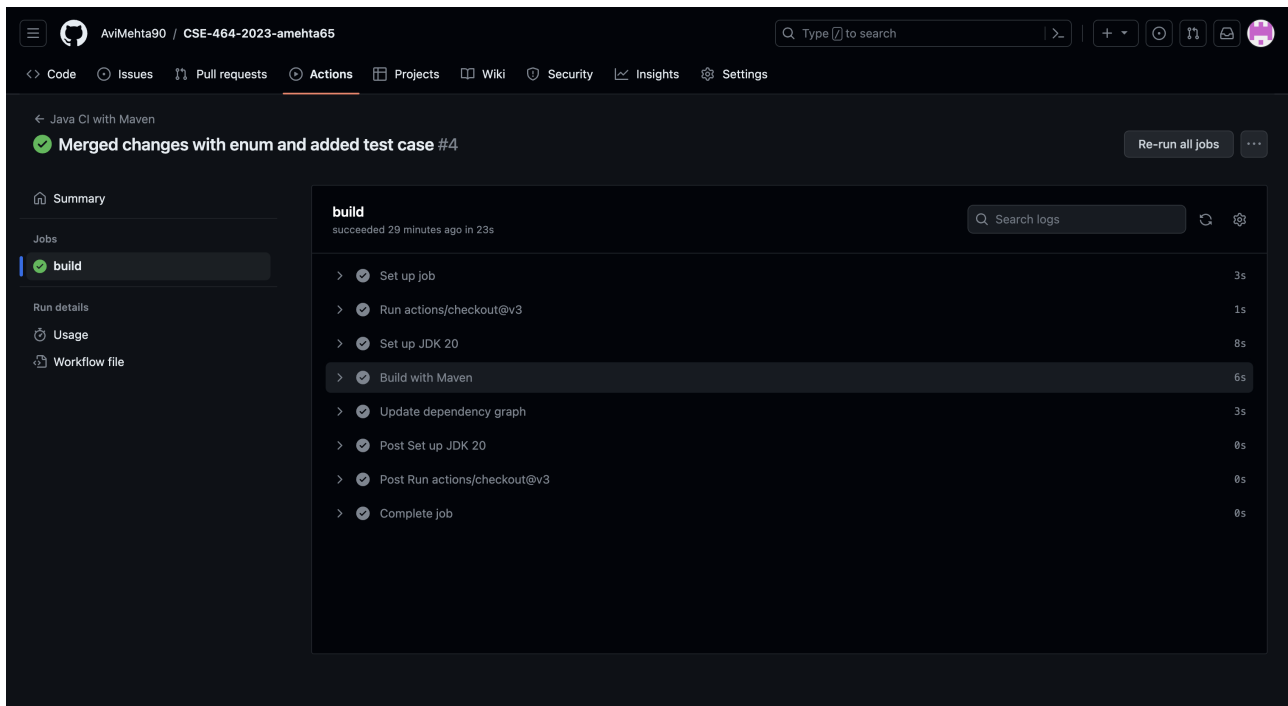 AviMehta90 / CSE-464-2023-amehta65
Type / to search
Code Issues Pull requests Actions Projects Wiki Security Insights Settings
Java CI with Maven
Merged changes with enum and added test case #4
Re-run all jobs
Summary
Jobs
build
Run details
Usage
Workflow file
build
succeeded 29 minutes ago in 23s
Search logs
Set up job 3s
Run actions/checkout@v3 1s
Set up JDK 20 8s
Build with Maven 6s
Update dependency graph 3s
Post Set up JDK 20 0s
Post Run actions/checkout@v3 0s
Complete job 0s